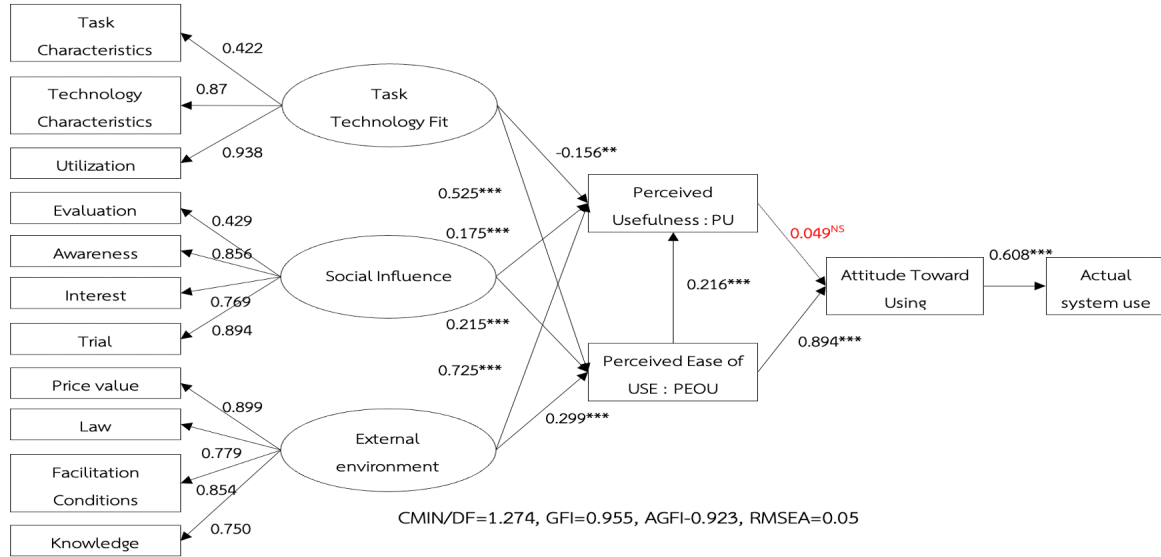 Task
Characteristics
0.422
Technology
Characteristics
0.87
Utilization
0.938
Task
Technology Fit
Evaluation
0.429
Awareness
0.856
Interest
0.769
Trial
0.894
Social Influence
Price value
0.899
Law
0.779
Facilitation
Conditions
0.854
Knowledge
0.750
External
environment
-0.156**
0.525***
0.175***
0.215***
0.725***
0.299***
Perceived
Usefulness : PU
0.216***
Perceived Ease of
USE : PEOU
0.049NS
0.894***
Attitude Toward
Using
0.608***
Actual
system use
CMIN/DF=1.274, GFI=0.955, AGFI-0.923, RMSEA=0.05